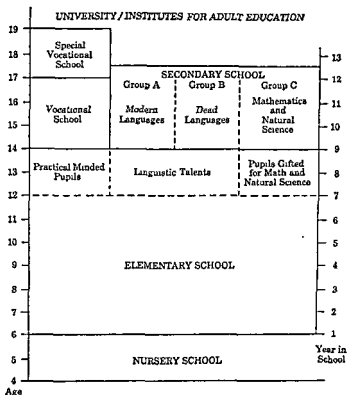 UNIVERSITY/INSTITUTES FOR ADULT EDUCATION
19
18
17
16
15
14
13
12
11
10
9
8
7
6
5
4
Age
Special
Vocational
School
Vocational
School
SECONDARY SCHOOL
Group A
Modern
Languages
Group B
Dead
Languages
Group C
Mathematics
and
Natural
Science
Practical Minded
Pupils
Linguistic Talents
Pupils Gifted
for Math and
Natural Science
ELEMENTARY SCHOOL
NURSERY SCHOOL
13
12
11
10
9
8
7
6
5
4
3
2
1
Year in
School